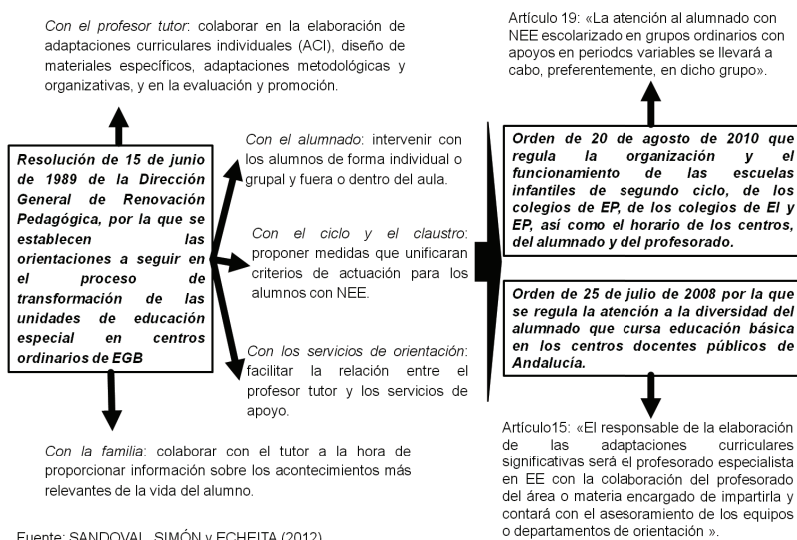 Con el profesor tutor: colaborar en la elaboración de
adaptaciones curriculares individuales (ACI), diseño de
materiales específicos, adaptaciones metodológicas y
organizativas, y en la evaluación y promoción.
Resolución de 15 de junio
de 1989 de la Dirección
General de Renovación
Pedagógica, por la que se
establecen las
orientaciones a seguir en
el proceso de
transformación de las
unidades de educación
especial en centros
ordinarios de EGB
Con la familia: colaborar con el tutor a la hora de
proporcionar información sobre los acontecimientos más
relevantes de la vida del alumno.
Con el alumnado: intervenir con
los alumnos de forma individual o
grupal y fuera o dentro del aula.
Con el ciclo y el claustro:
proponer medidas que unificaran
criterios de actuación para los
alumnos con NEE.
Con los servicios de orientación:
facilitar la relación entre el
profesor tutor y los servicios de
apoyo.
Artículo 19: «La atención al alumnado con
NEE escolarizado en grupos ordinarios con
apoyos en periodos variables se llevará a
cabo, preferentemente, en dicho grupo».
Orden de 20 de agosto de 2010 que
regula la organización y el
funcionamiento de las escuelas
infantiles de segundo ciclo, de los
colegios de EP, de los colegios de EI y
EP, así como el horario de los centros,
del alumnado y del profesorado.
Orden de 25 de julio de 2008 por la que
se regula la atención a la diversidad del
alumnado que cursa educación básica
en los centros docentes públicos de
Andalucía.
Artículo15: «El responsable de la elaboración
de las adaptaciones curriculares
significativas será el profesorado especialista
en EE con la colaboración del profesorado
del área o materia encargado de impartirla y
contará con el asesoramiento de los equipos
o departamentos de orientación ».
Fuente: SANDOVAL, SIMÓN y ECHEITA (2012)